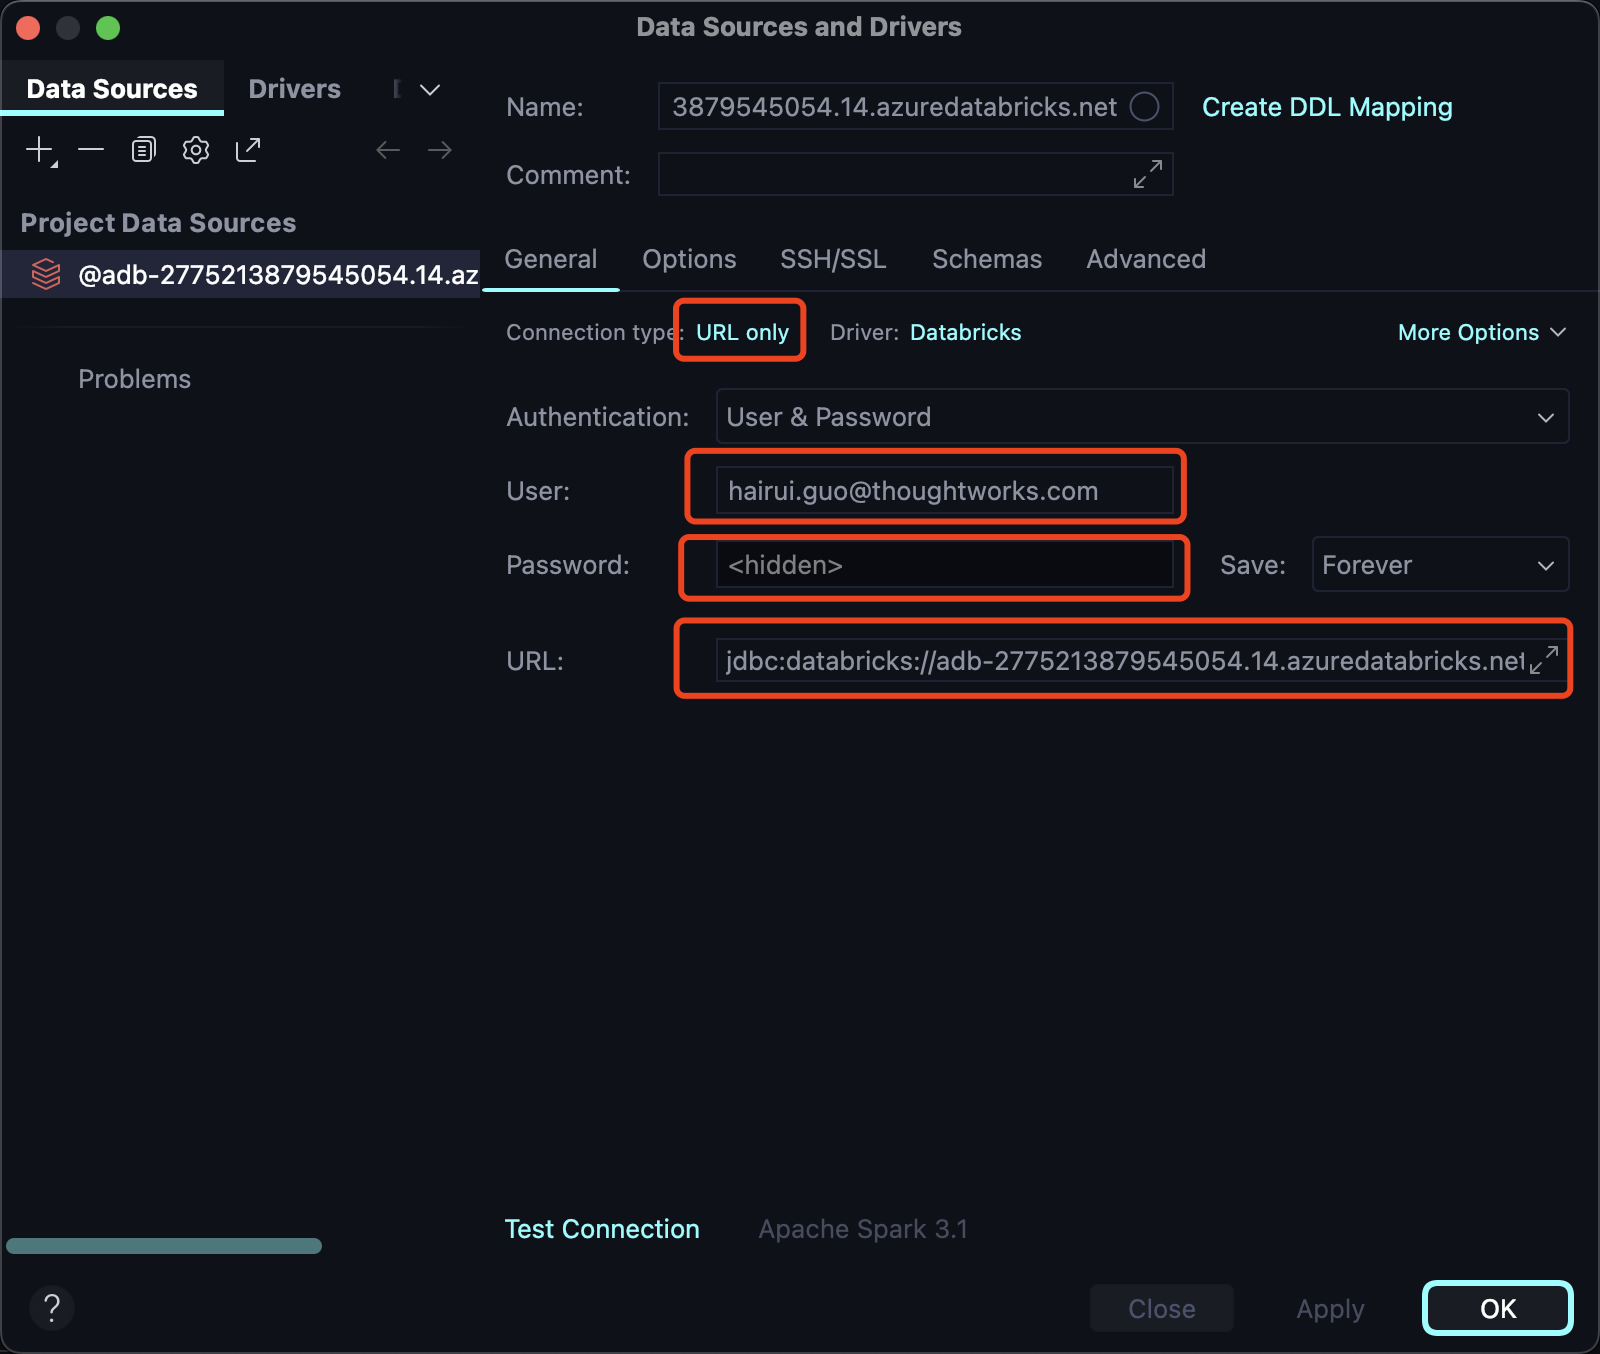 Data Sources and Drivers
Data Sources Drivers
Name: 3879545054.14.azuredatabricks.net Create DDL Mapping
Comment:
Project Data Sources
@adb-2775213879545054.14.az
Problems
General Options SSH/SSL Schemas Advanced
Connection type: URL only Driver: Databricks More Options
Authentication: User & Password
User: hairui.guo@thoughtworks.com
Password: <hidden> Save: Forever
URL: jdbc:databricks://adb-2775213879545054.14.azuredatabricks.net
Test Connection Apache Spark 3.1
? Close Apply OK